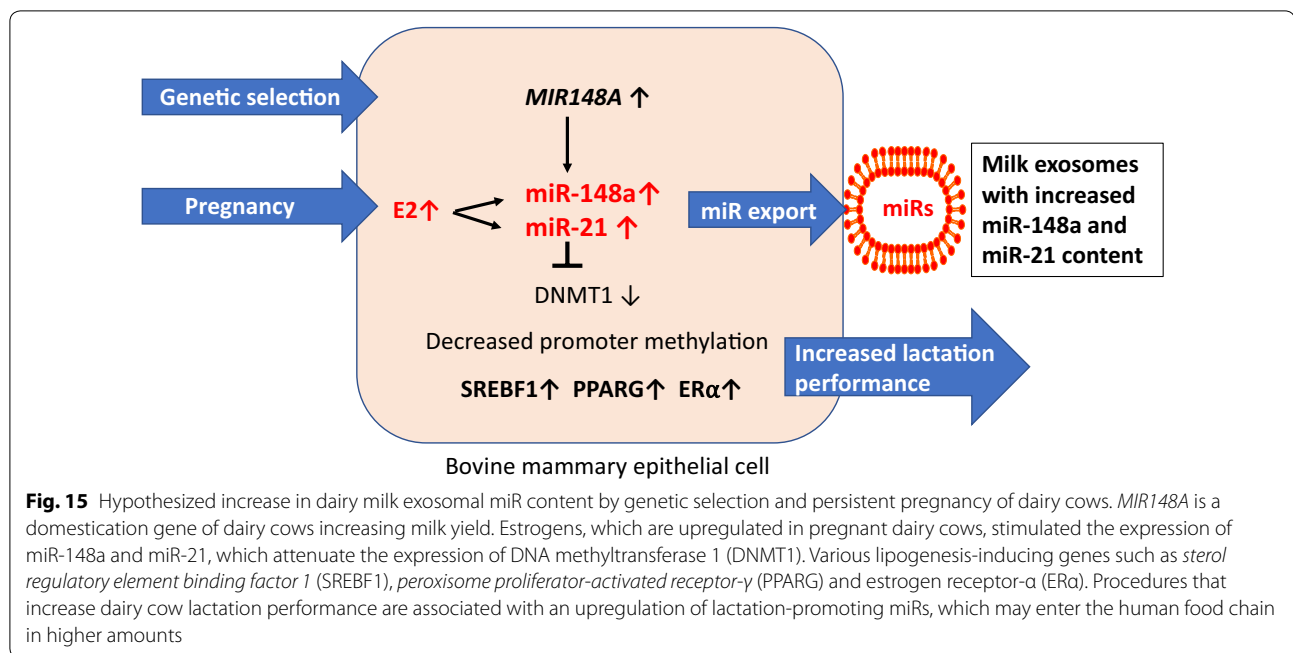 Genetic selection
MIR148A ↑
Pregnancy
E2↑
miR-148a↑
miR-21 ↑
miR export
miRs
Milk exosomes
with increased
miR-148a and
miR-21 content
DNMT1 ↓
Decreased promoter methylation
SREBF1↑ PPARG↑ ERα↑
Increased lactation
performance
Bovine mammary epithelial cell
Fig. 15 Hypothesized increase in dairy milk exosomal miR content by genetic selection and persistent pregnancy of dairy cows. MIR148A is a
domestication gene of dairy cows increasing milk yield. Estrogens, which are upregulated in pregnant dairy cows, stimulated the expression of
miR-148a and miR-21, which attenuate the expression of DNA methyltransferase 1 (DNMT1). Various lipogenesis-inducing genes such as sterol
regulatory element binding factor 1 (SREBF1), peroxisome proliferator-activated receptor-γ (PPARG) and estrogen receptor-α (ERα). Procedures that
increase dairy cow lactation performance are associated with an upregulation of lactation-promoting miRs, which may enter the human food chain
in higher amounts